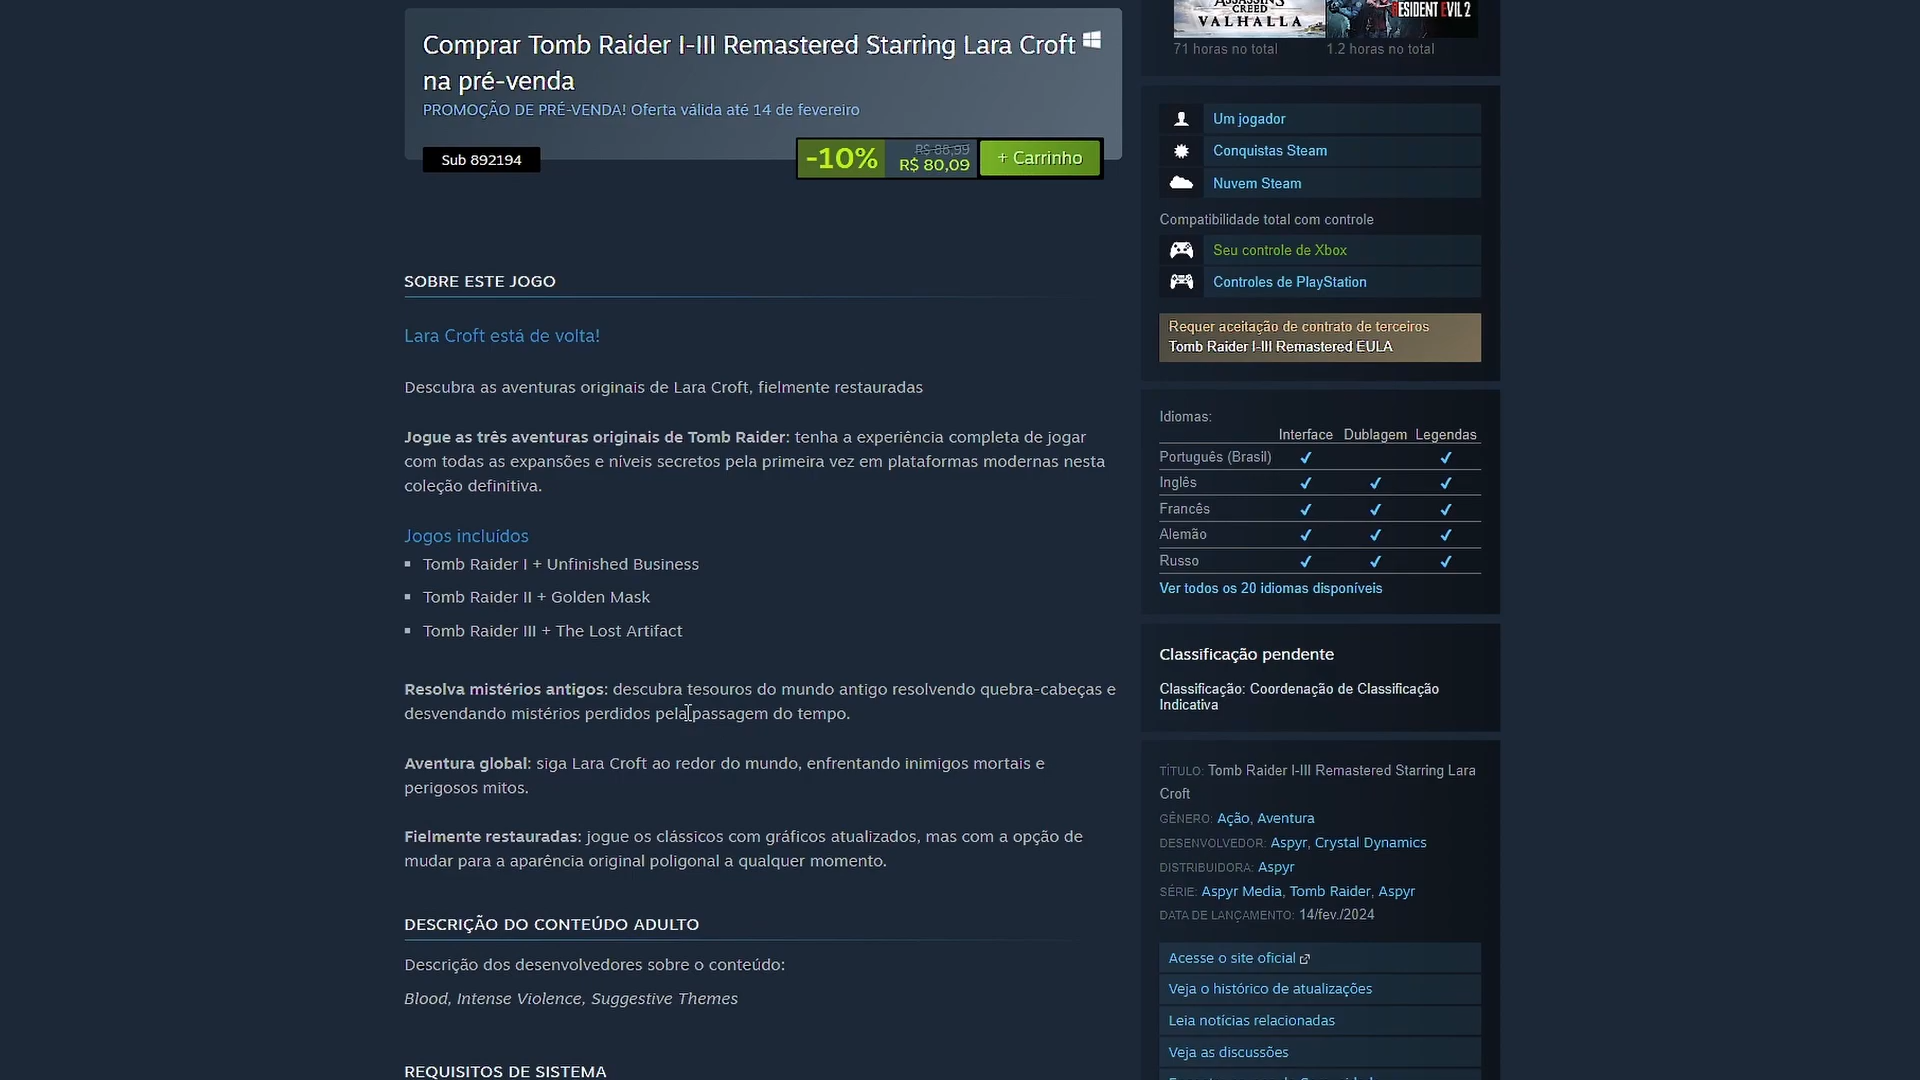 Comprar Tomb Raider I-III Remastered Starring Lara Croft
na pré-venda
PROMOÇÃO DE PRÉ-VENDA! Oferta válida até 14 de fevereiro
Sub 892194
-10%
R$ 88,99
R$ 80,09
+ Carrinho
SOBRE ESTE JOGO
Lara Croft está de volta!
Descubra as aventuras originais de Lara Croft, fielmente restauradas
Jogue as três aventuras originais de Tomb Raider: tenha a experiência completa de jogar
com todas as expansões e níveis secretos pela primeira vez em plataformas modernas nesta
coleção definitiva.
Jogos incluídos
Tomb Raider I + Unfinished Business
Tomb Raider II + Golden Mask
Tomb Raider III + The Lost Artifact
Resolva mistérios antigos: descubra tesouros do mundo antigo resolvendo quebra-cabeças e
desvendando mistérios perdidos pela passagem do tempo.
Aventura global: siga Lara Croft ao redor do mundo, enfrentando inimigos mortais e
perigosos mitos.
Fielmente restauradas: jogue os clássicos com gráficos atualizados, mas com a opção de
mudar para a aparência original poligonal a qualquer momento.
DESCRIÇÃO DO CONTEÚDO ADULTO
Descrição dos desenvolvedores sobre o conteúdo:
Blood, Intense Violence, Suggestive Themes
REQUISITOS DE SISTEMA
ASSASSIN'S
CREED
VALHALLA
RESIDENT EVIL 2
71 horas no total
1.2 horas no total
Um jogador
Conquistas Steam
Nuvem Steam
Compatibilidade total com controle
Seu controle de Xbox
Controles de PlayStation
Requer aceitação de contrato de terceiros
Tomb Raider I-III Remastered EULA
Idiomas:
Interface Dublagem Legendas
Português (Brasil) ✓ ✓
Inglês ✓ ✓ ✓
Francês ✓ ✓ ✓
Alemão ✓ ✓ ✓
Russo ✓ ✓ ✓
Ver todos os 20 idiomas disponíveis
Classificação pendente
Classificação: Coordenação de Classificação
Indicativa
TÍTULO: Tomb Raider I-III Remastered Starring Lara
Croft
GÊNERO: Ação, Aventura
DESENVOLVEDOR: Aspyr, Crystal Dynamics
DISTRIBUIDORA: Aspyr
SÉRIE: Aspyr Media, Tomb Raider, Aspyr
DATA DE LANÇAMENTO: 14/fev./2024
Acesse o site oficial
Veja o histórico de atualizações
Leia notícias relacionadas
Veja as discussões